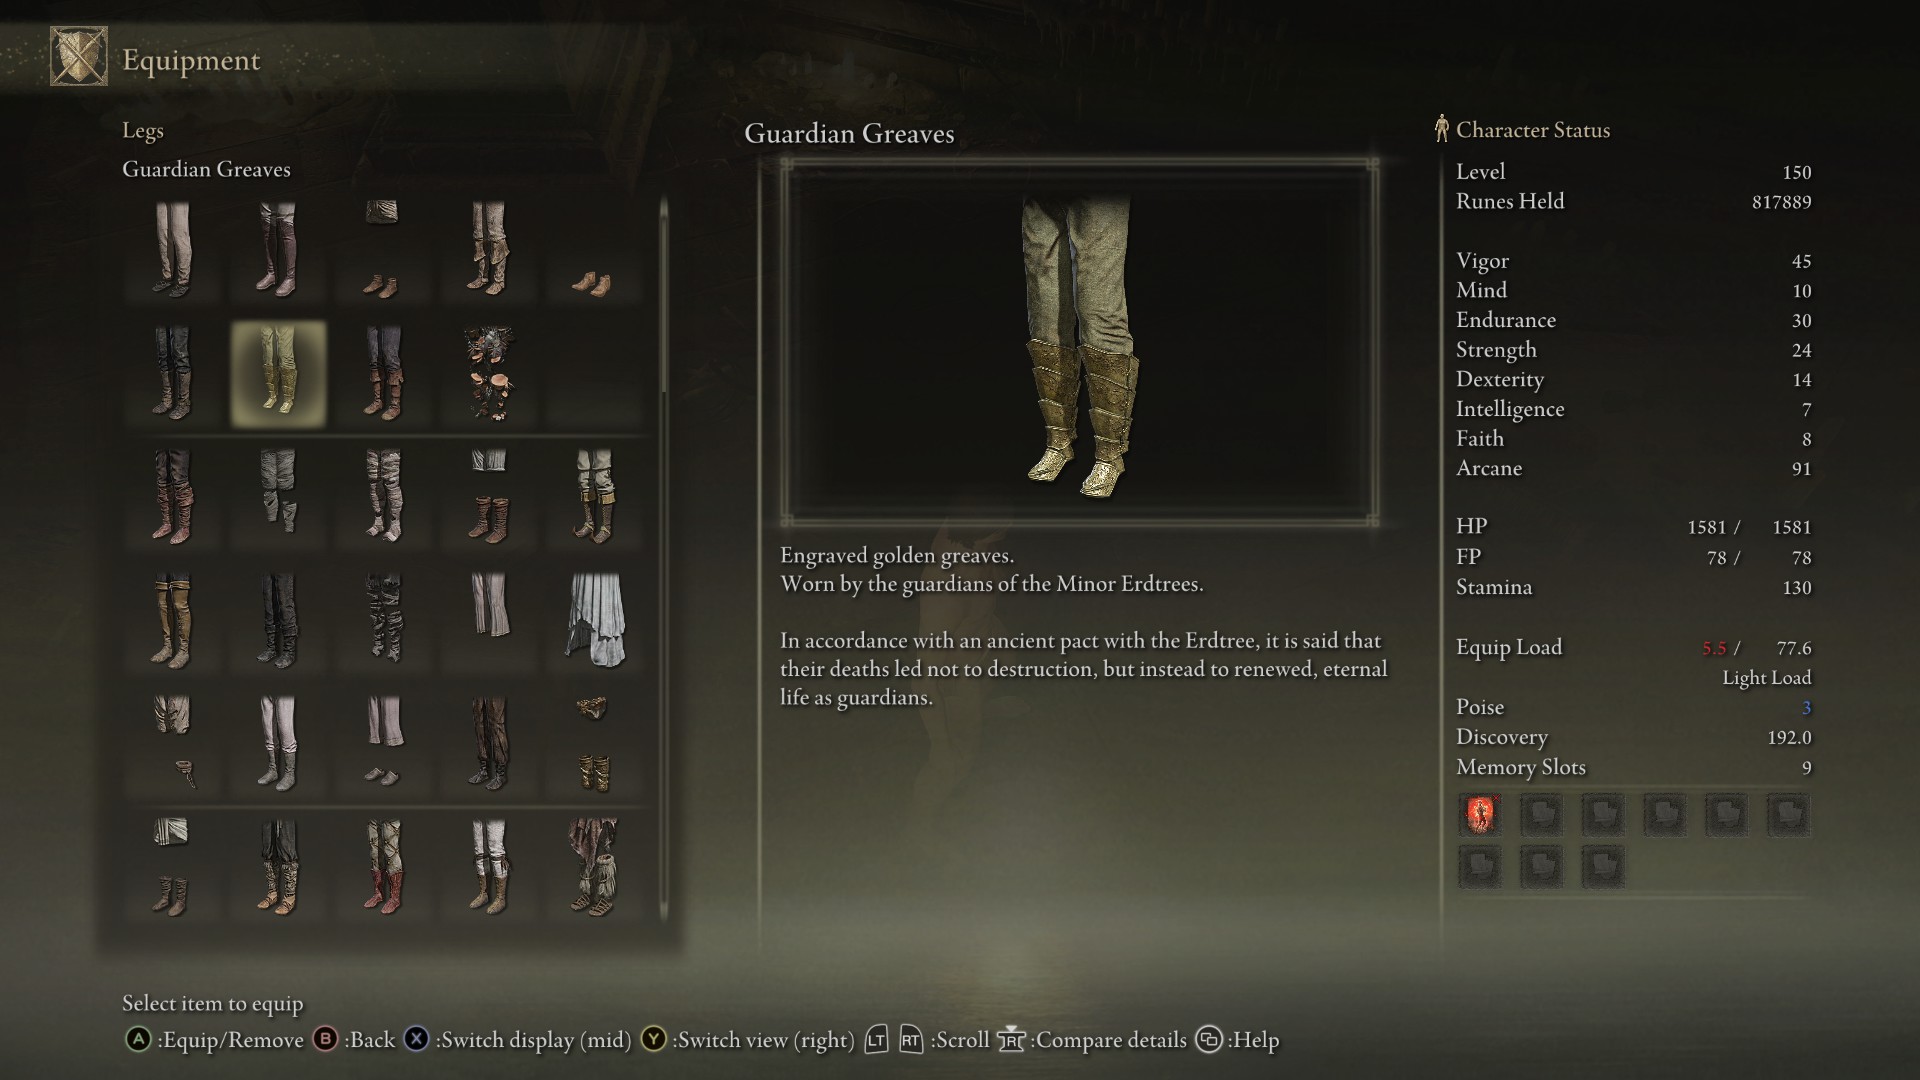 Equipment
Legs
Guardian Greaves
Guardian Greaves
Engraved golden greaves.
Worn by the guardians of the Minor Erdtrees.
In accordance with an ancient pact with the Erdtree, it is said that
their deaths led not to destruction, but instead to renewed, eternal
life as guardians.
Character Status
Level 150
Runes Held 817889
Vigor 45
Mind 10
Endurance 30
Strength 24
Dexterity 14
Intelligence 7
Faith 8
Arcane 91
HP 1581 / 1581
FP 78 / 78
Stamina 130
Equip Load 5.5 / 77.6
Light Load
Poise 3
Discovery 192.0
Memory Slots 9
Select item to equip
A :Equip/Remove B :Back X :Switch display (mid) Y :Switch view (right) LT RT :Scroll R :Compare details :Help